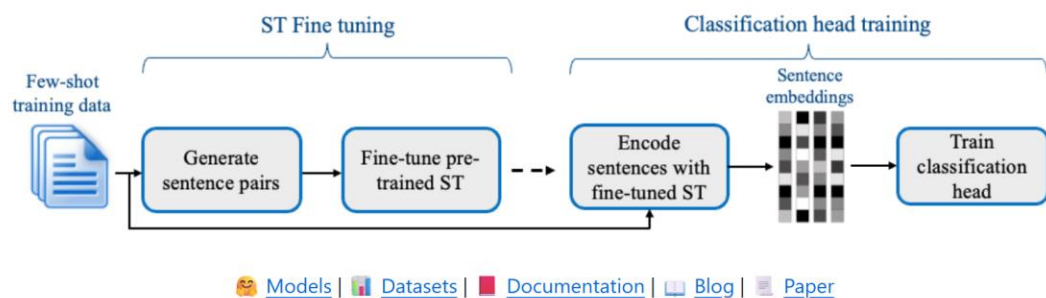 ST Fine tuning
Classification head training
Few-shot
training data
Sentence
embeddings
Generate
sentence pairs
Fine-tune pre-
trained ST
Encode
sentences with
fine-tuned ST
Train
classification
head
🤗 Models | 📊 Datasets | 📕 Documentation | 📖 Blog | 📃 Paper